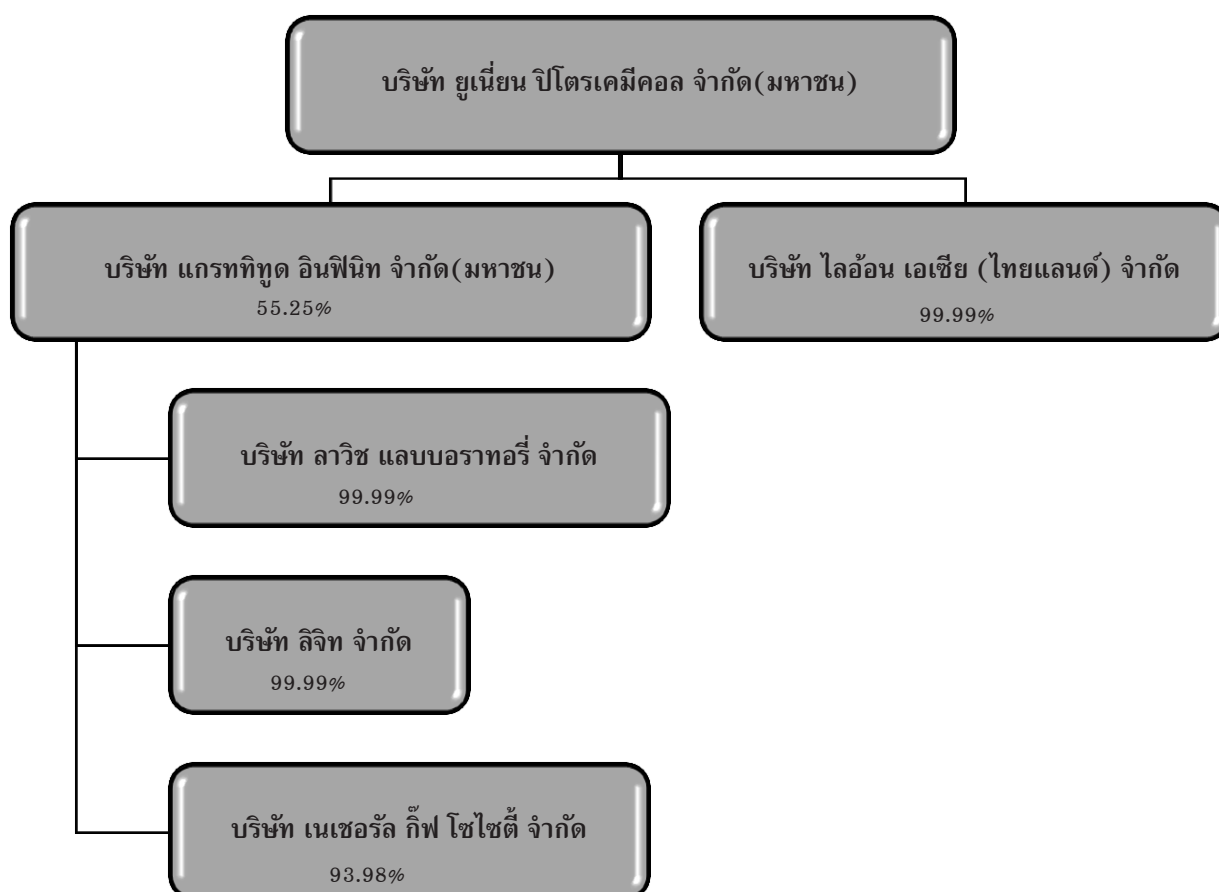 บริษัท ยูเนี่ยน ปิโตรเคมีคอล จำกัด(มหาชน)
บริษัท แกรททิทูด อินฟินิท จำกัด(มหาชน)
55.25%
บริษัท ไลอ้อน เอเซีย (ไทยแลนด์) จำกัด
99.99%
บริษัท ลาวิช แลบบอราทอรี่ จำกัด
99.99%
บริษัท ลิจิท จำกัด
99.99%
บริษัท เนเชอรัล กิ๊ฟ โซไซตี้ จำกัด
93.98%